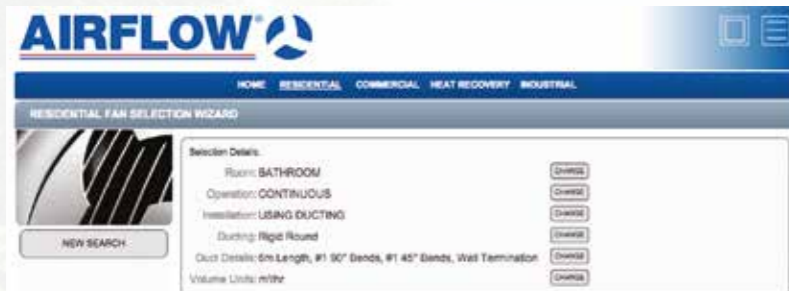 AIRFLOW
HOME RESIDENTIAL COMMERCIAL HEAT RECOVERY INDUSTRIAL
RESIDENTIAL FAN SELECTION WIZARD
Selection Details:
Room: BATHROOM CHANGE
Operation: CONTINUOUS CHANGE
Installation: USING DUCTING CHANGE
Ducting: Rigid Round CHANGE
Duct Details: 6m Length, #1 90° Bends, #1 45° Bends, Wall Termination CHANGE
Volume Units: m³/hr CHANGE
NEW SEARCH